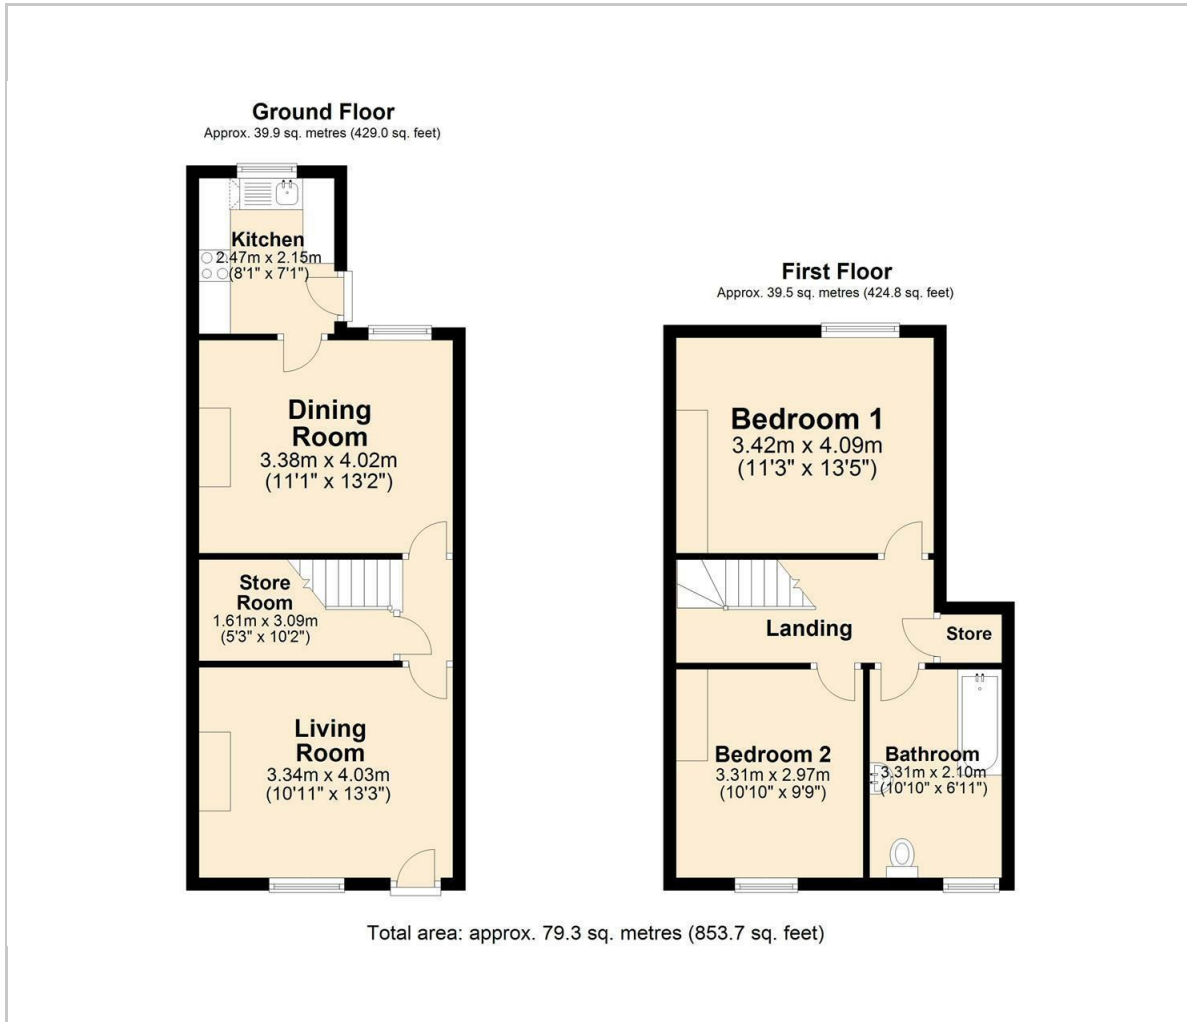 Ground Floor
Approx. 39.9 sq. metres (429.0 sq. feet)
Kitchen
2.47m x 2.15m
(8'1" x 7'1")
Dining
Room
3.38m x 4.02m
(11'1" x 13'2")
Store
Room
1.61m x 3.09m
(5'3" x 10'2")
Living
Room
3.34m x 4.03m
(10'11" x 13'3")
First Floor
Approx. 39.5 sq. metres (424.8 sq. feet)
Bedroom 1
3.42m x 4.09m
(11'3" x 13'5")
Landing
Store
Bedroom 2
3.31m x 2.97m
(10'10" x 9'9")
Bathroom
3.31m x 2.10m
(10'10" x 6'11")
Total area: approx. 79.3 sq. metres (853.7 sq. feet)